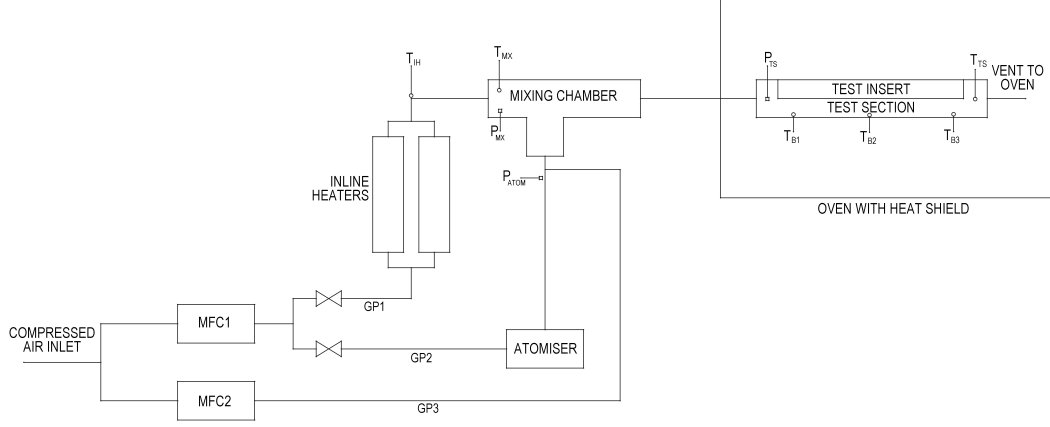 T_IH
T_MX
P_MX
MIXING CHAMBER
P_TS
T_TS
VENT TO
OVEN
TEST INSERT
TEST SECTION
T_B1
T_B2
T_B3
INLINE
HEATERS
P_ATOM
OVEN WITH HEAT SHIELD
GP1
COMPRESSED
AIR INLET
MFC1
GP2
ATOMISER
MFC2
GP3